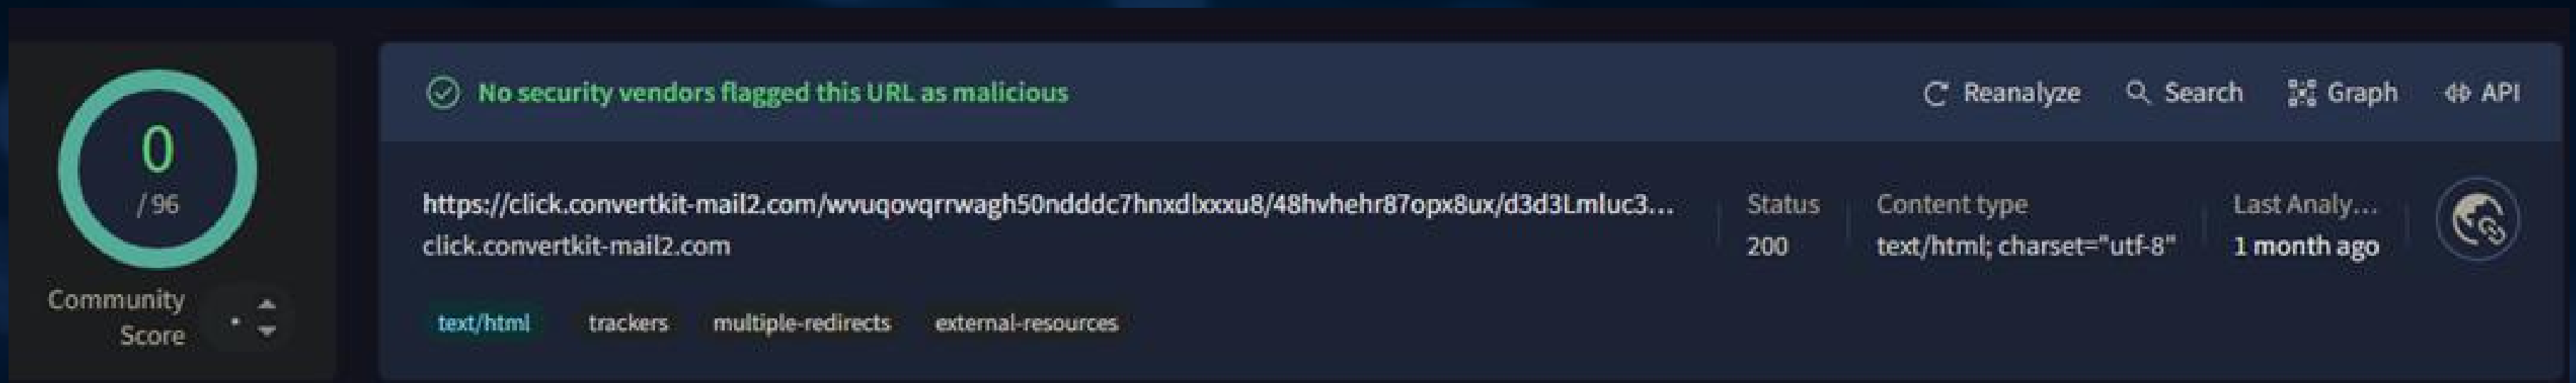 0
/ 96
Community
Score
No security vendors flagged this URL as malicious
Reanalyze
Search
Graph
API
https://click.convertkit-mail2.com/wvuqovqrrwagh50ndddc7hnxdlxxxu8/48hvhehr87opx8ux/d3d3Lmluc3...
click.convertkit-mail2.com
Status
200
Content type
text/html; charset="utf-8"
Last Analy...
1 month ago
text/html
trackers
multiple-redirects
external-resources